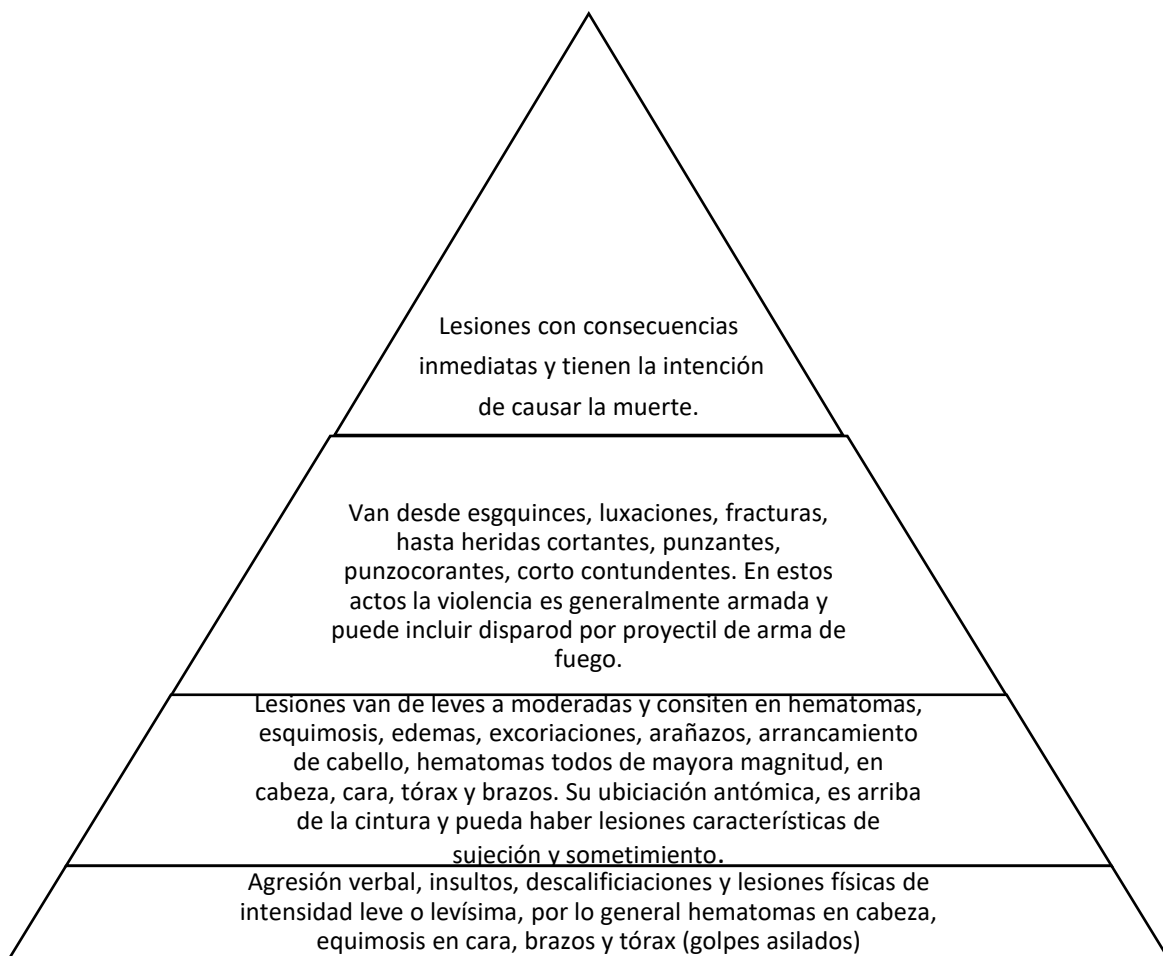 Lesiones con consecuencias
inmediatas y tienen la intención
de causar la muerte.
Van desde esgquinces, luxaciones, fracturas,
hasta heridas cortantes, punzantes,
punzocorantes, corto contundentes. En estos
actos la violencia es generalmente armada y
puede incluir disparod por proyectil de arma de
fuego.
Lesiones van de leves a moderadas y consiten en hematomas,
esquimosis, edemas, excoriaciones, arañazos, arrancamiento
de cabello, hematomas todos de mayora magnitud, en
cabeza, cara, tórax y brazos. Su ubiciación antómica, es arriba
de la cintura y pueda haber lesiones características de
sujeción y sometimiento.
Agresión verbal, insultos, descalificiaciones y lesiones físicas de
intensidad leve o levísima, por lo general hematomas en cabeza,
equimosis en cara, brazos y tórax (golpes asilados)